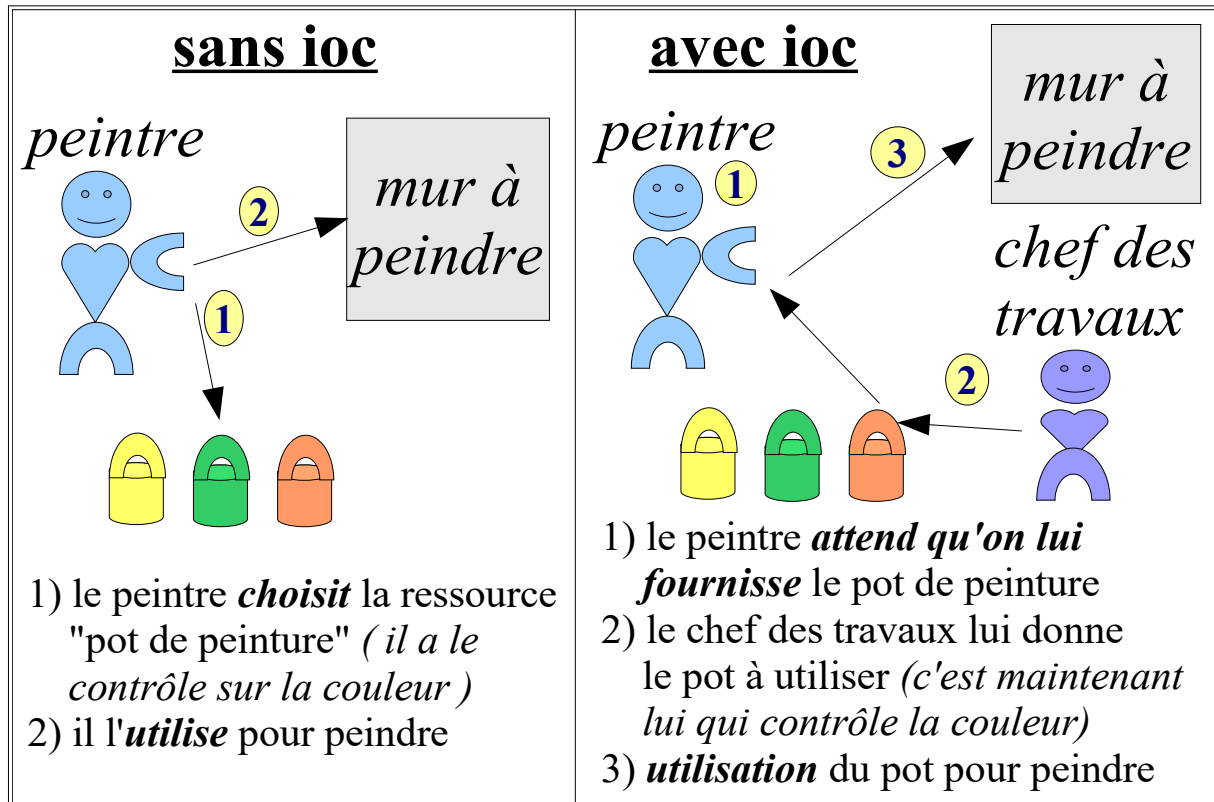 sans ioc
peintre
2
mur à
peindre
1
1) le peintre choisit la ressource
"pot de peinture" ( il a le
contrôle sur la couleur )
2) il l'utilise pour peindre
avec ioc
peintre
1
3
mur à
peindre
chef des
travaux
2
1) le peintre attend qu'on lui
fournisse le pot de peinture
2) le chef des travaux lui donne
le pot à utiliser (c'est maintenant
lui qui contrôle la couleur)
3) utilisation du pot pour peindre